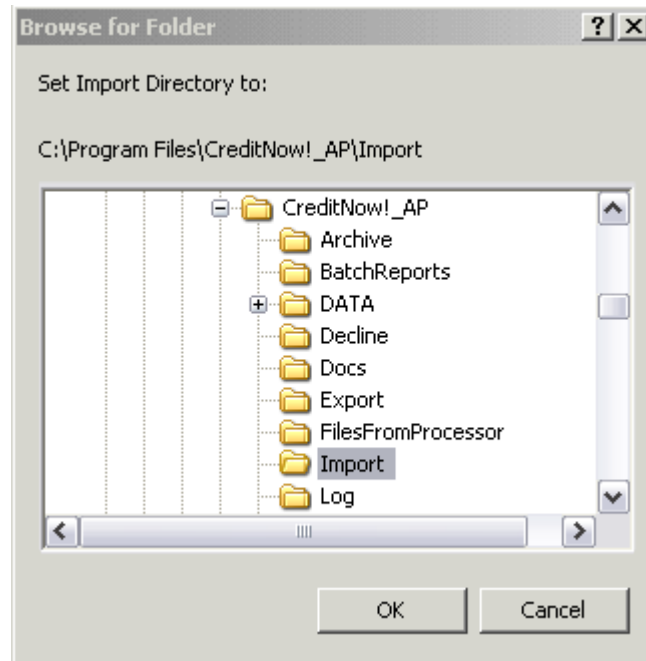 Browse for Folder
Set Import Directory to:
C:\Program Files\CreditNow!_AP\Import
CreditNow!_AP
Archive
BatchReports
DATA
Decline
Docs
Export
FilesFromProcessor
Import
Log
OK Cancel